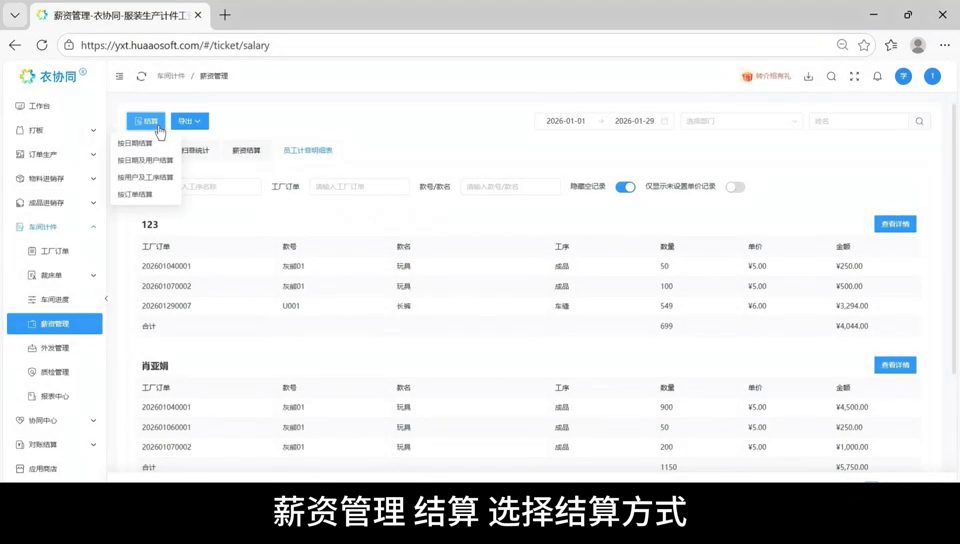 薪资管理-衣协同-服装生产计件工
https://yxt.huaaosoft.com/#/ticket/salary
衣协同®
车间计件 / 薪资管理
转介绍有礼
学
1
工作台
打板
订单生产
物料进销存
成品进销存
车间计件
工厂订单
裁床单
车间进度
薪资管理
外发管理
质检管理
报表中心
协同中心
对账结算
应用商店
结算
导出
2026-01-01
2026-01-29
选择部门
姓名
按日期结算
按日期及用户结算
按用户及工序结算
按订单结算
扫菲统计
薪资结算
员工计菲明细表
入工序名称
工厂订单
请输入工厂订单
款号/款名
请输入款号/款名
隐藏空记录
仅显示未设置单价记录
123
查看详情
工厂订单 款号 款名 工序 数量 单价 金额
202601040001 灰熊01 玩具 成品 50 ¥5.00 ¥250.00
202601070002 灰熊01 玩具 成品 100 ¥5.00 ¥500.00
202601290007 U001 长裤 车缝 549 ¥6.00 ¥3,294.00
合计 699 ¥4,044.00
肖亚娟
查看详情
工厂订单 款号 款名 工序 数量 单价 金额
202601040001 灰熊01 玩具 成品 900 ¥5.00 ¥4,500.00
202601060001 灰熊01 玩具 成品 50 ¥5.00 ¥250.00
202601070002 灰熊01 玩具 成品 200 ¥5.00 ¥1,000.00
合计 1150 ¥5,750.00
薪资管理 结算 选择结算方式